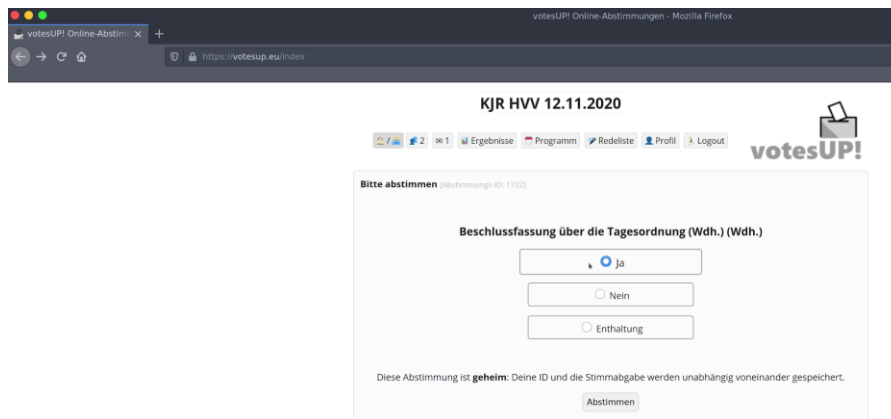 votesUP! Online-Abstimmungen - Mozilla Firefox
votesUP! Online-Abstim
https://votesup.eu/index
KJR HVV 12.11.2020
/ 2 1 Ergebnisse Programm Redeliste Profil Logout
votesUP!
Bitte abstimmen [Abstimmungs-ID: 1722]
Beschlussfassung über die Tagesordnung (Wdh.) (Wdh.)
Ja
Nein
Enthaltung
Diese Abstimmung ist geheim: Deine ID und die Stimmabgabe werden unabhängig voneinander gespeichert.
Abstimmen